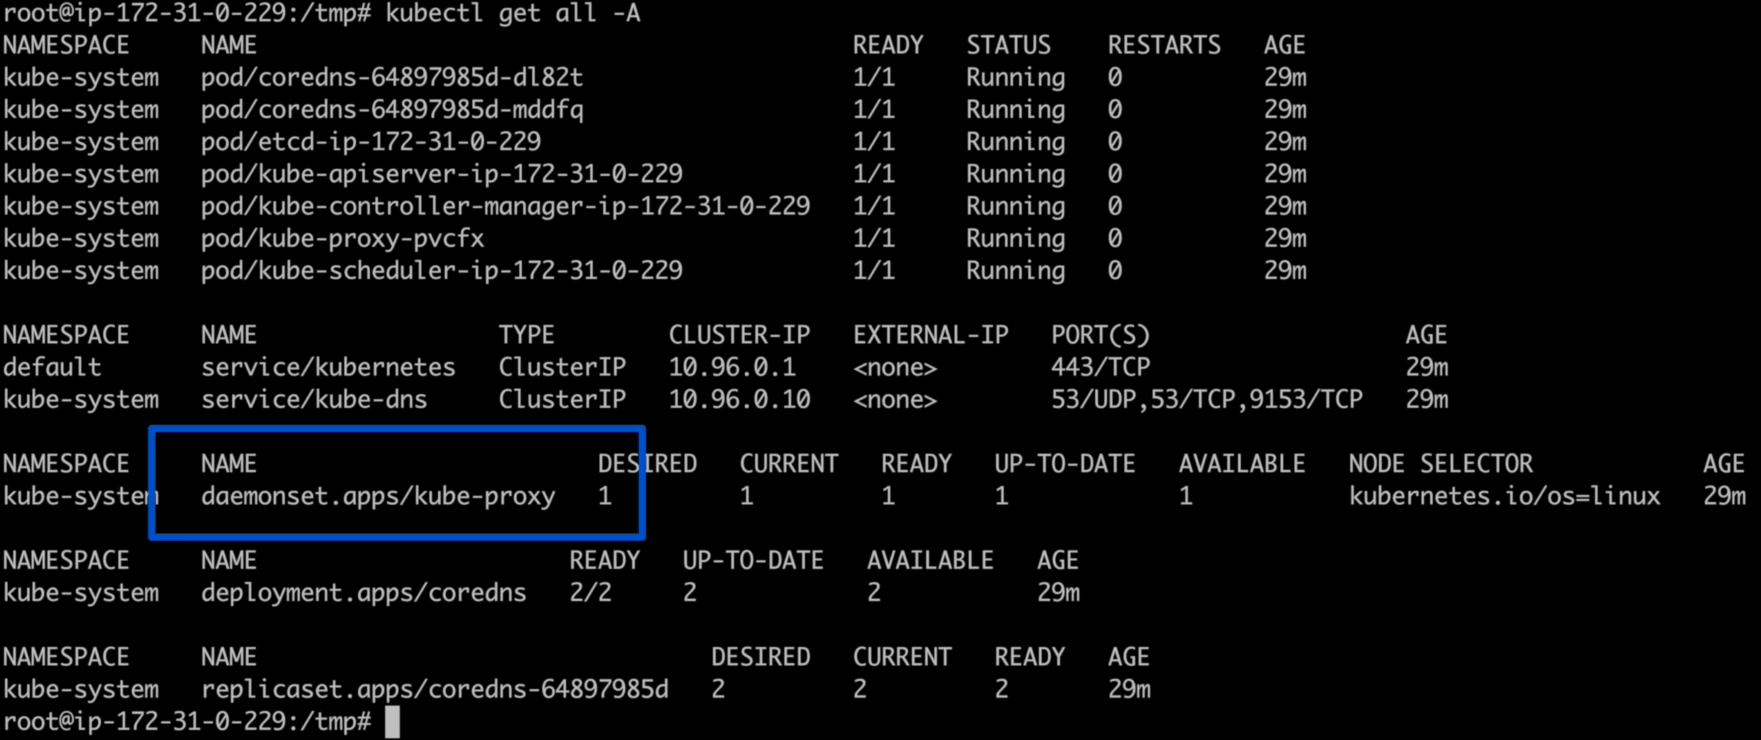 root@ip-172-31-0-229:/tmp# kubectl get all -A
NAMESPACE NAME READY STATUS RESTARTS AGE
kube-system pod/coredns-64897985d-dl82t 1/1 Running 0 29m
kube-system pod/coredns-64897985d-mddfq 1/1 Running 0 29m
kube-system pod/etcd-ip-172-31-0-229 1/1 Running 0 29m
kube-system pod/kube-apiserver-ip-172-31-0-229 1/1 Running 0 29m
kube-system pod/kube-controller-manager-ip-172-31-0-229 1/1 Running 0 29m
kube-system pod/kube-proxy-pvcfx 1/1 Running 0 29m
kube-system pod/kube-scheduler-ip-172-31-0-229 1/1 Running 0 29m
NAMESPACE NAME TYPE CLUSTER-IP EXTERNAL-IP PORT(S) AGE
default service/kubernetes ClusterIP 10.96.0.1 <none> 443/TCP 29m
kube-system service/kube-dns ClusterIP 10.96.0.10 <none> 53/UDP,53/TCP,9153/TCP 29m
NAMESPACE NAME DESIRED CURRENT READY UP-TO-DATE AVAILABLE NODE SELECTOR AGE
kube-system daemonset.apps/kube-proxy 1 1 1 1 1 kubernetes.io/os=linux 29m
NAMESPACE NAME READY UP-TO-DATE AVAILABLE AGE
kube-system deployment.apps/coredns 2/2 2 2 29m
NAMESPACE NAME DESIRED CURRENT READY AGE
kube-system replicaset.apps/coredns-64897985d 2 2 2 29m
root@ip-172-31-0-229:/tmp#